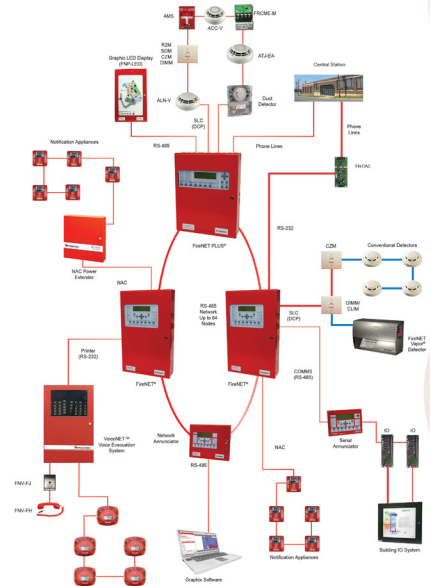 AMS
ACC-V
FRCME-M
R2M
SOM
CZM
DIMM
ATJ-EA
Graphic LED Display
(FNP-LED)
Central Station
ALN-V
Duct
Detector
SLC
(DCP)
Phone
Lines
Notification Appliances
RS-485
Phone Lines
FN-DAC
RS-232
FireNET PLUS®
CZM
Conventional Detectors
NAC Power
Extender
NAC
RS-485
Network
Up to 64
Nodes
SLC
(DCP)
DIMM/
CLIM
FireNET
Vapor®
Detector
Printer
(RS-232)
FireNET®
FireNET®
COMMS
(RS-485)
VoiceNET™
Voice Evacuation
System
Network
Annunciator
Serial
Annunciator
IO
IO
RS-485
NAC
FNV-FJ
FNV-FH
Building IO System
Graphix Software
Notification Appliances